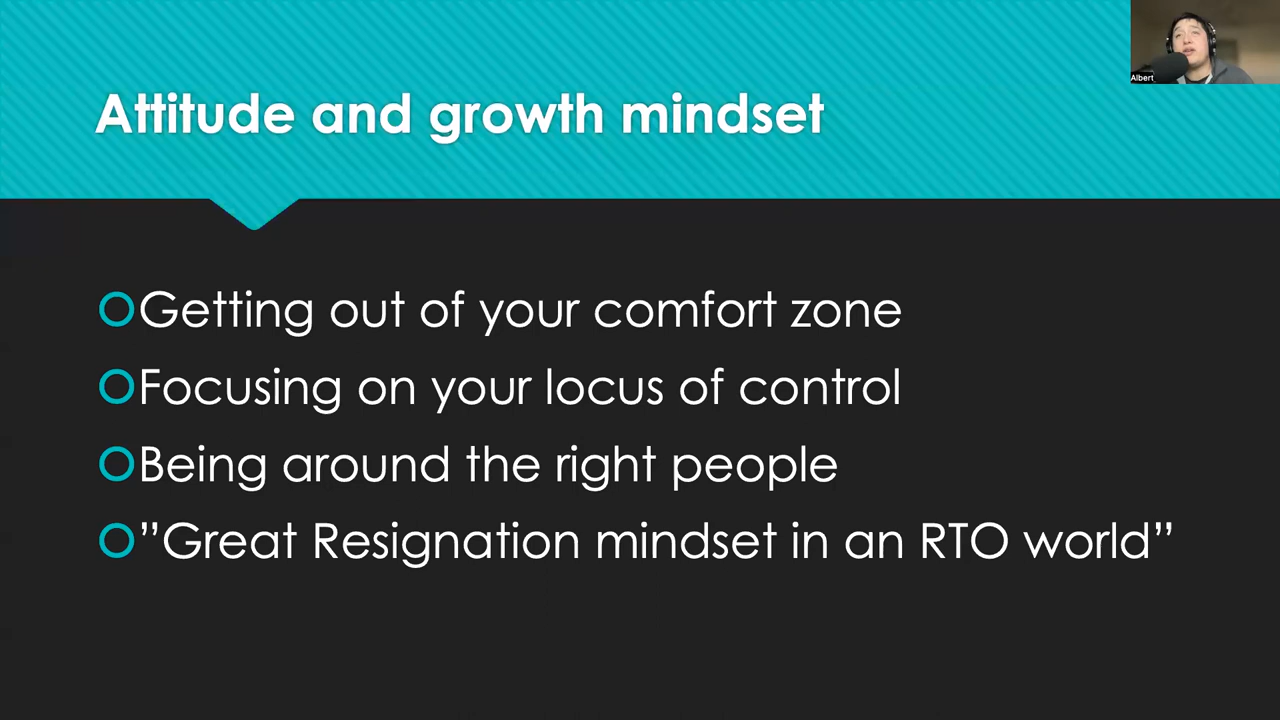 Albert
Attitude and growth mindset
Getting out of your comfort zone
Focusing on your locus of control
Being around the right people
”Great Resignation mindset in an RTO world”